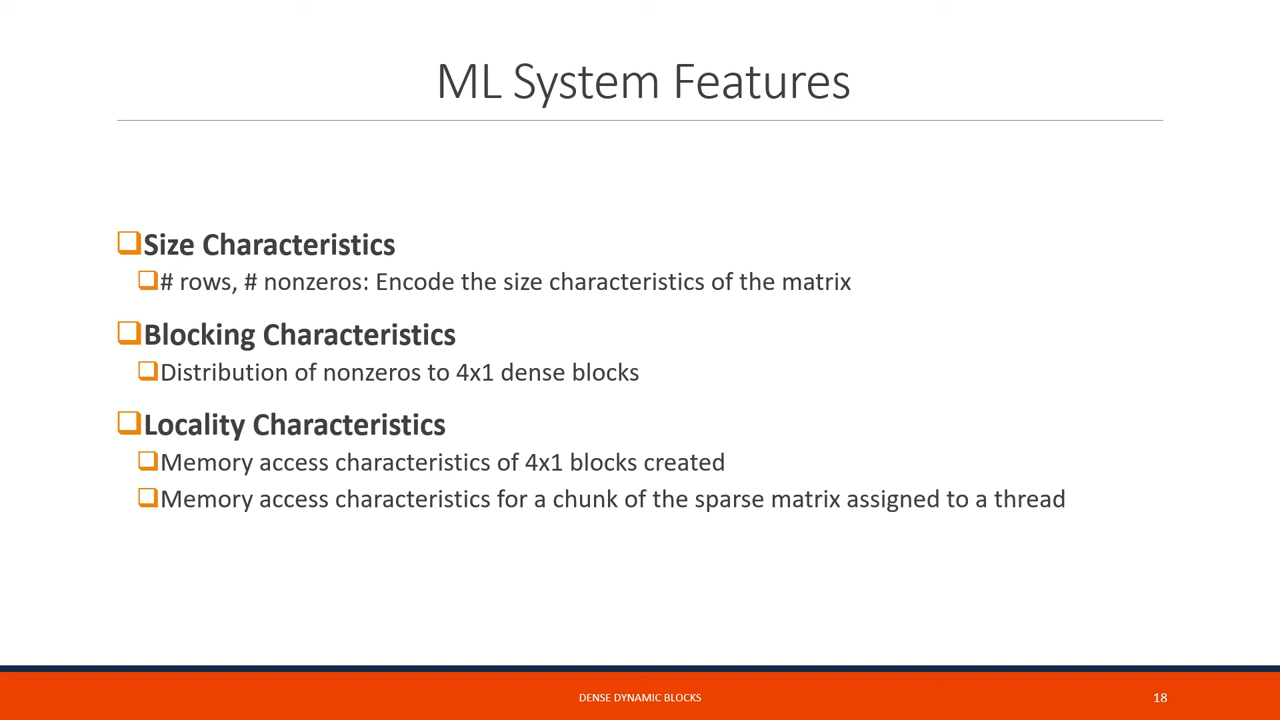 ML System Features
Size Characteristics
# rows, # nonzeros: Encode the size characteristics of the matrix
Blocking Characteristics
Distribution of nonzeros to 4x1 dense blocks
Locality Characteristics
Memory access characteristics of 4x1 blocks created
Memory access characteristics for a chunk of the sparse matrix assigned to a thread
DENSE DYNAMIC BLOCKS
18